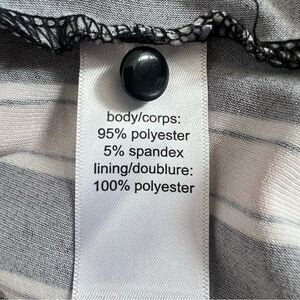 body/corps:
95% polyester
5% spandex
lining/doublure:
100% polyester